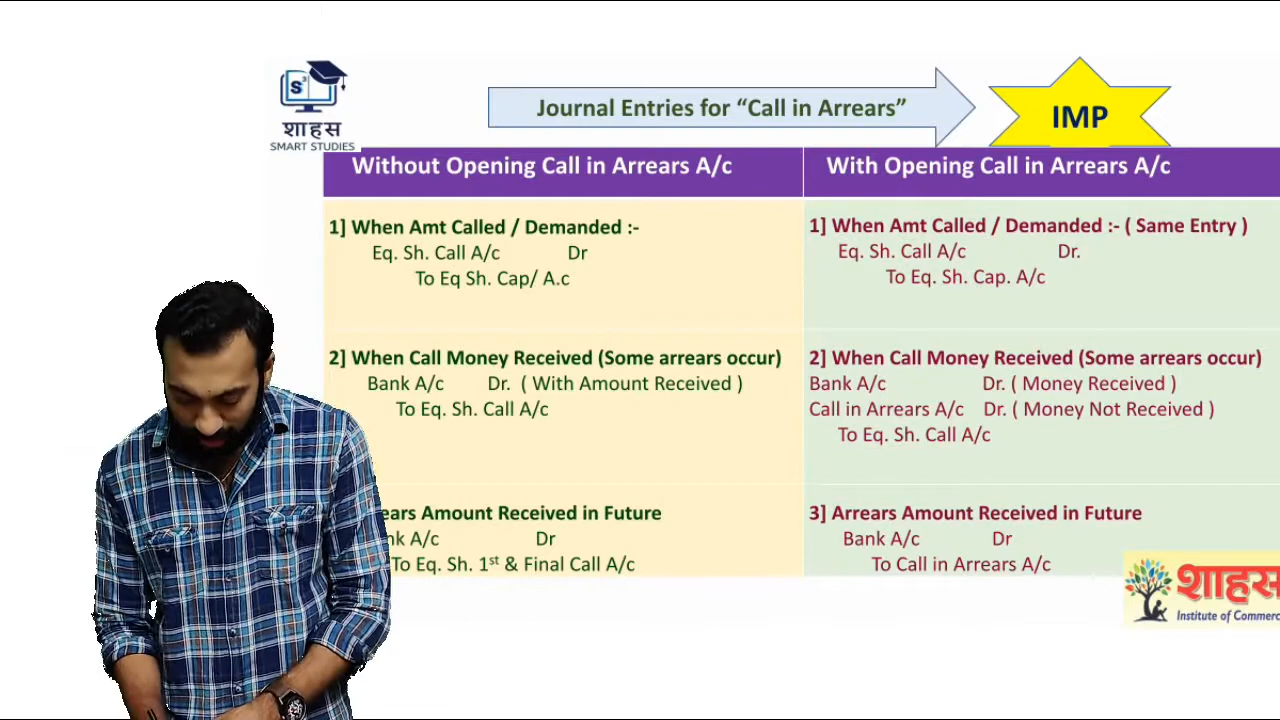 S³
शाहस
SMART STUDIES
Journal Entries for “Call in Arrears”
IMP
Without Opening Call in Arrears A/c
1] When Amt Called / Demanded :-
Eq. Sh. Call A/c Dr
To Eq Sh. Cap/ A.c
2] When Call Money Received (Some arrears occur)
Bank A/c Dr. ( With Amount Received )
To Eq. Sh. Call A/c
Amount Received in Future
A/c Dr
To Eq. Sh. 1st & Final Call A/c
With Opening Call in Arrears A/c
1] When Amt Called / Demanded :- ( Same Entry )
Eq. Sh. Call A/c Dr.
To Eq. Sh. Cap. A/c
2] When Call Money Received (Some arrears occur)
Bank A/c Dr. ( Money Received )
Call in Arrears A/c Dr. ( Money Not Received )
To Eq. Sh. Call A/c
3] Arrears Amount Received in Future
Bank A/c Dr
To Call in Arrears A/c
शाहस
Institute of